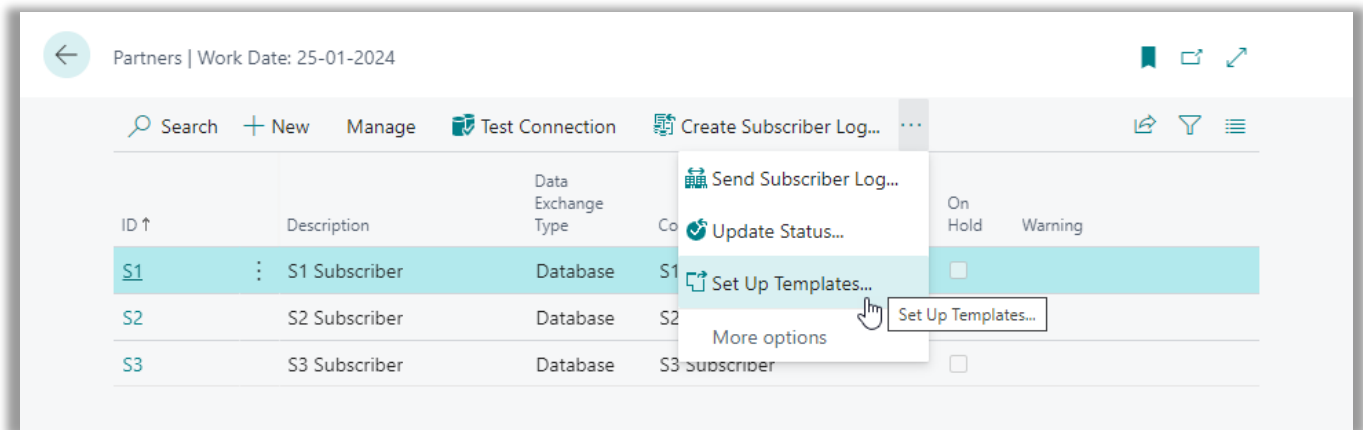 Partners | Work Date: 25-01-2024
Search New Manage Test Connection Create Subscriber Log... ...
Send Subscriber Log...
Update Status...
Set Up Templates...
Set Up Templates...
More options
ID ↑ Description Data Exchange Type Co On Hold Warning
S1 S1 Subscriber Database S1
S2 S2 Subscriber Database S2
S3 S3 Subscriber Database S3 Subscriber